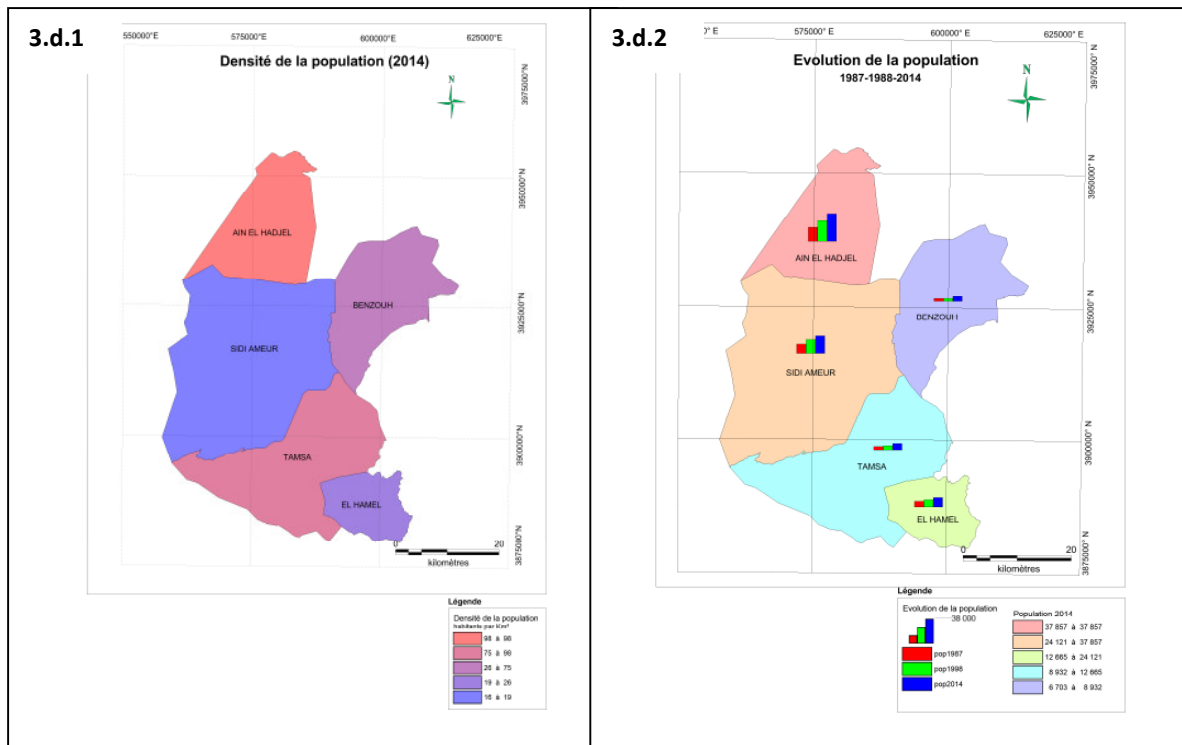 3.d.1
550000° E
575000° E
600000° E
625000° E
Densité de la population (2014)
N
3975000° N
3950000° N
AIN EL HADJEL
BENZOUH
3925000° N
SIDI AMEUR
3900000° N
TAMSA
EL HAMEL
0 20
kilomètres
3875000° N
Légende
Densité de la population
habitants par Km²
98 à 98
75 à 98
26 à 75
19 à 26
16 à 19
3.d.2
° E
575000° E
600000° E
625000° E
Evolution de la population
1987-1988-2014
N
3975000° N
3950000° N
AIN EL HADJEL
3925000° N
BENZOUH
SIDI AMEUR
3900000° N
TAMSA
EL HAMEL
0 20
kilomètres
3875000° N
Légende
Evolution de la population
38 000
pop1987
pop1998
pop2014
Population 2014
37 857 à 37 857
24 121 à 37 857
12 665 à 24 121
8 932 à 12 665
6 703 à 8 932